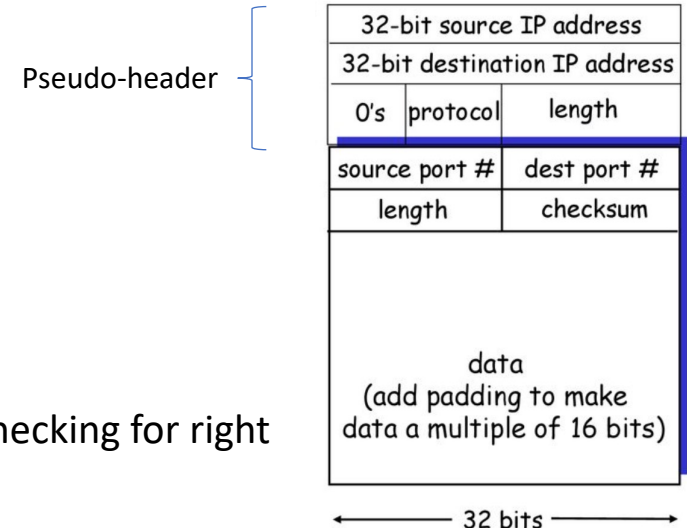 32-bit source IP address
Pseudo-header
32-bit destination IP address
0's protocol length
source port # dest port #
length checksum
data
(add padding to make
data a multiple of 16 bits)
hecking for right
32 bits